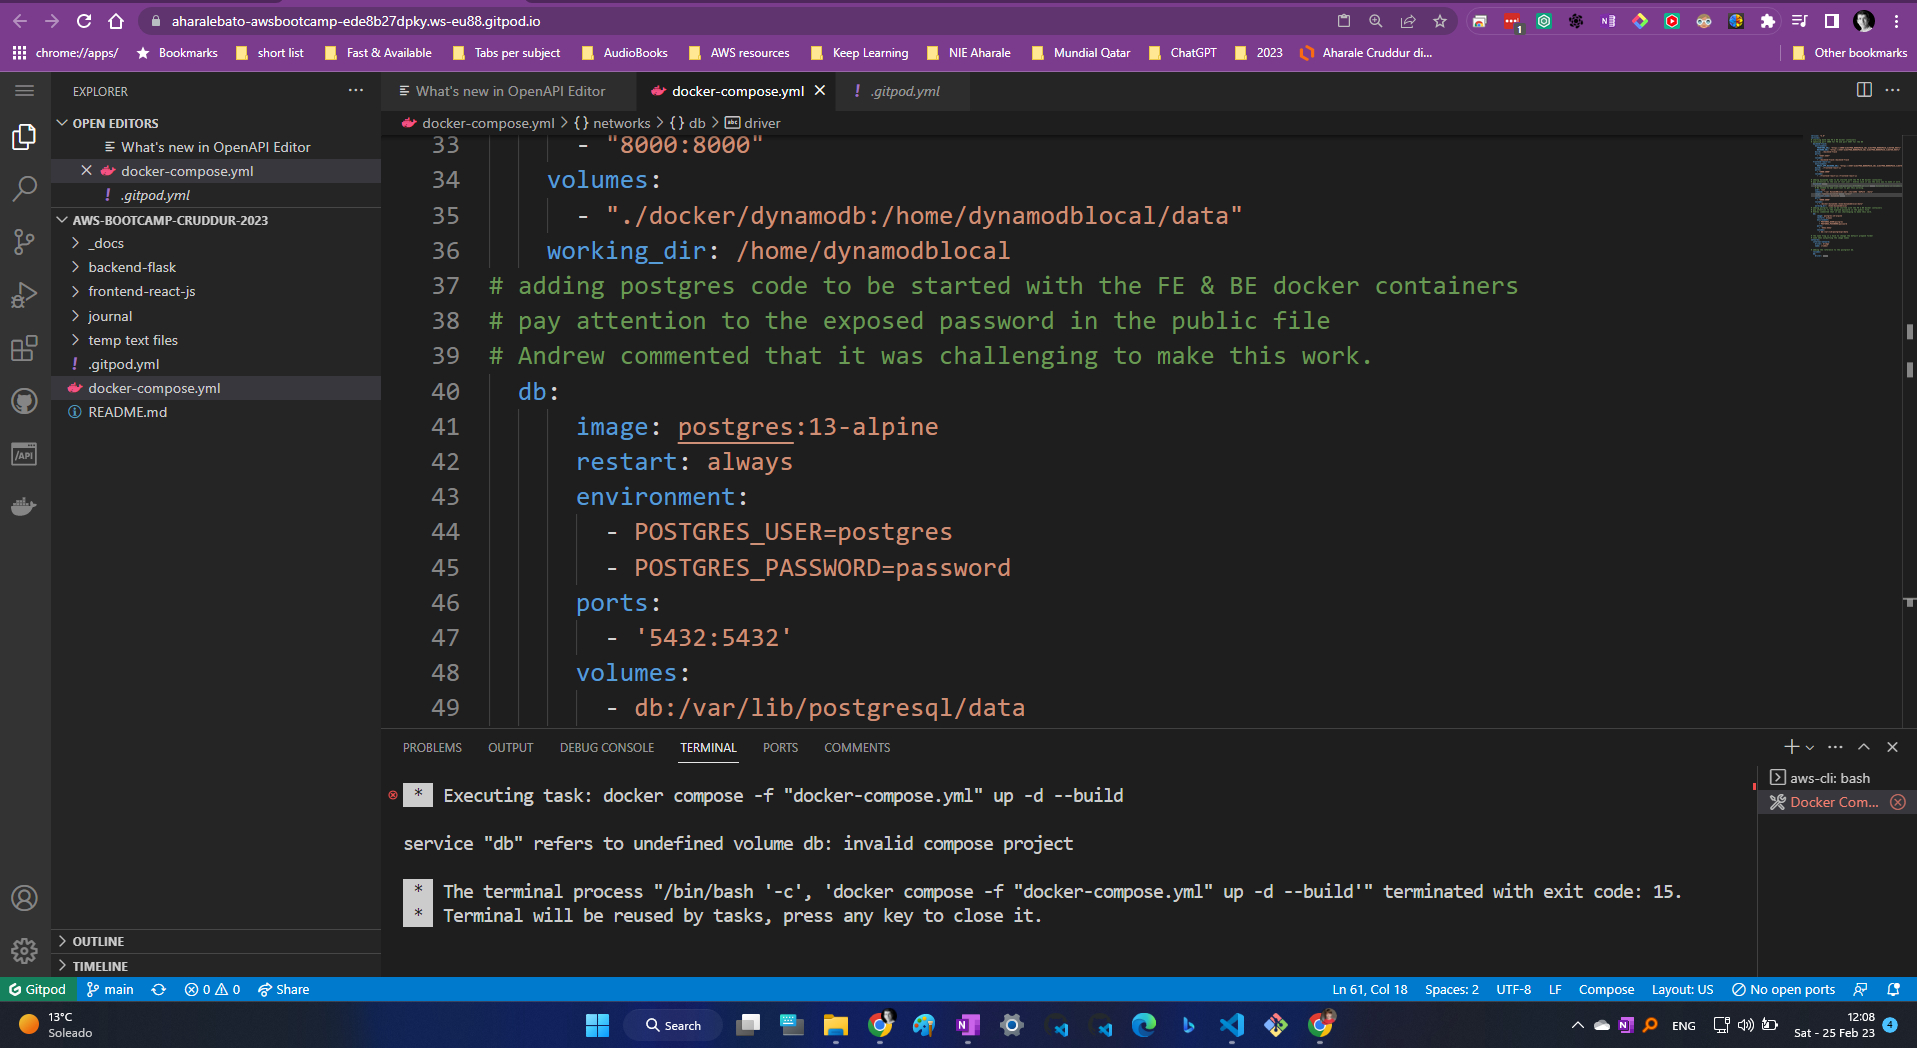 aharalebato-awsbootcamp-ede8b27dpky.ws-eu88.gitpod.io
1
chrome://apps/
Bookmarks
short list
Fast & Available
Tabs per subject
AudioBooks
AWS resources
Keep Learning
NIE Aharale
Mundial Qatar
ChatGPT
2023
Aharale Cruddur di...
Other bookmarks
EXPLORER
OPEN EDITORS
What's new in OpenAPI Editor
docker-compose.yml
.gitpod.yml
AWS-BOOTCAMP-CRUDDUR-2023
_docs
backend-flask
frontend-react-js
journal
temp text files
.gitpod.yml
docker-compose.yml
README.md
OUTLINE
TIMELINE
What's new in OpenAPI Editor
docker-compose.yml
.gitpod.yml
docker-compose.yml > {} networks > {} db > abc driver
33 - "8000:8000"
34 volumes:
35 - "./docker/dynamodb:/home/dynamodblocal/data"
36 working_dir: /home/dynamodblocal
37 # adding postgres code to be started with the FE & BE docker containers
38 # pay attention to the exposed password in the public file
39 # Andrew commented that it was challenging to make this work.
40 db:
41 image: postgres:13-alpine
42 restart: always
43 environment:
44 - POSTGRES_USER=postgres
45 - POSTGRES_PASSWORD=password
46 ports:
47 - '5432:5432'
48 volumes:
49 - db:/var/lib/postgresql/data
PROBLEMS
OUTPUT
DEBUG CONSOLE
TERMINAL
PORTS
COMMENTS
* Executing task: docker compose -f "docker-compose.yml" up -d --build
service "db" refers to undefined volume db: invalid compose project
* The terminal process "/bin/bash '-c', 'docker compose -f "docker-compose.yml" up -d --build'" terminated with exit code: 15.
* Terminal will be reused by tasks, press any key to close it.
aws-cli: bash
Docker Com...
Gitpod
main
0
0
Share
Ln 61, Col 18
Spaces: 2
UTF-8
LF
Compose
Layout: US
No open ports
13°C
Soleado
Search
ENG
12:08
Sat - 25 Feb 23
4